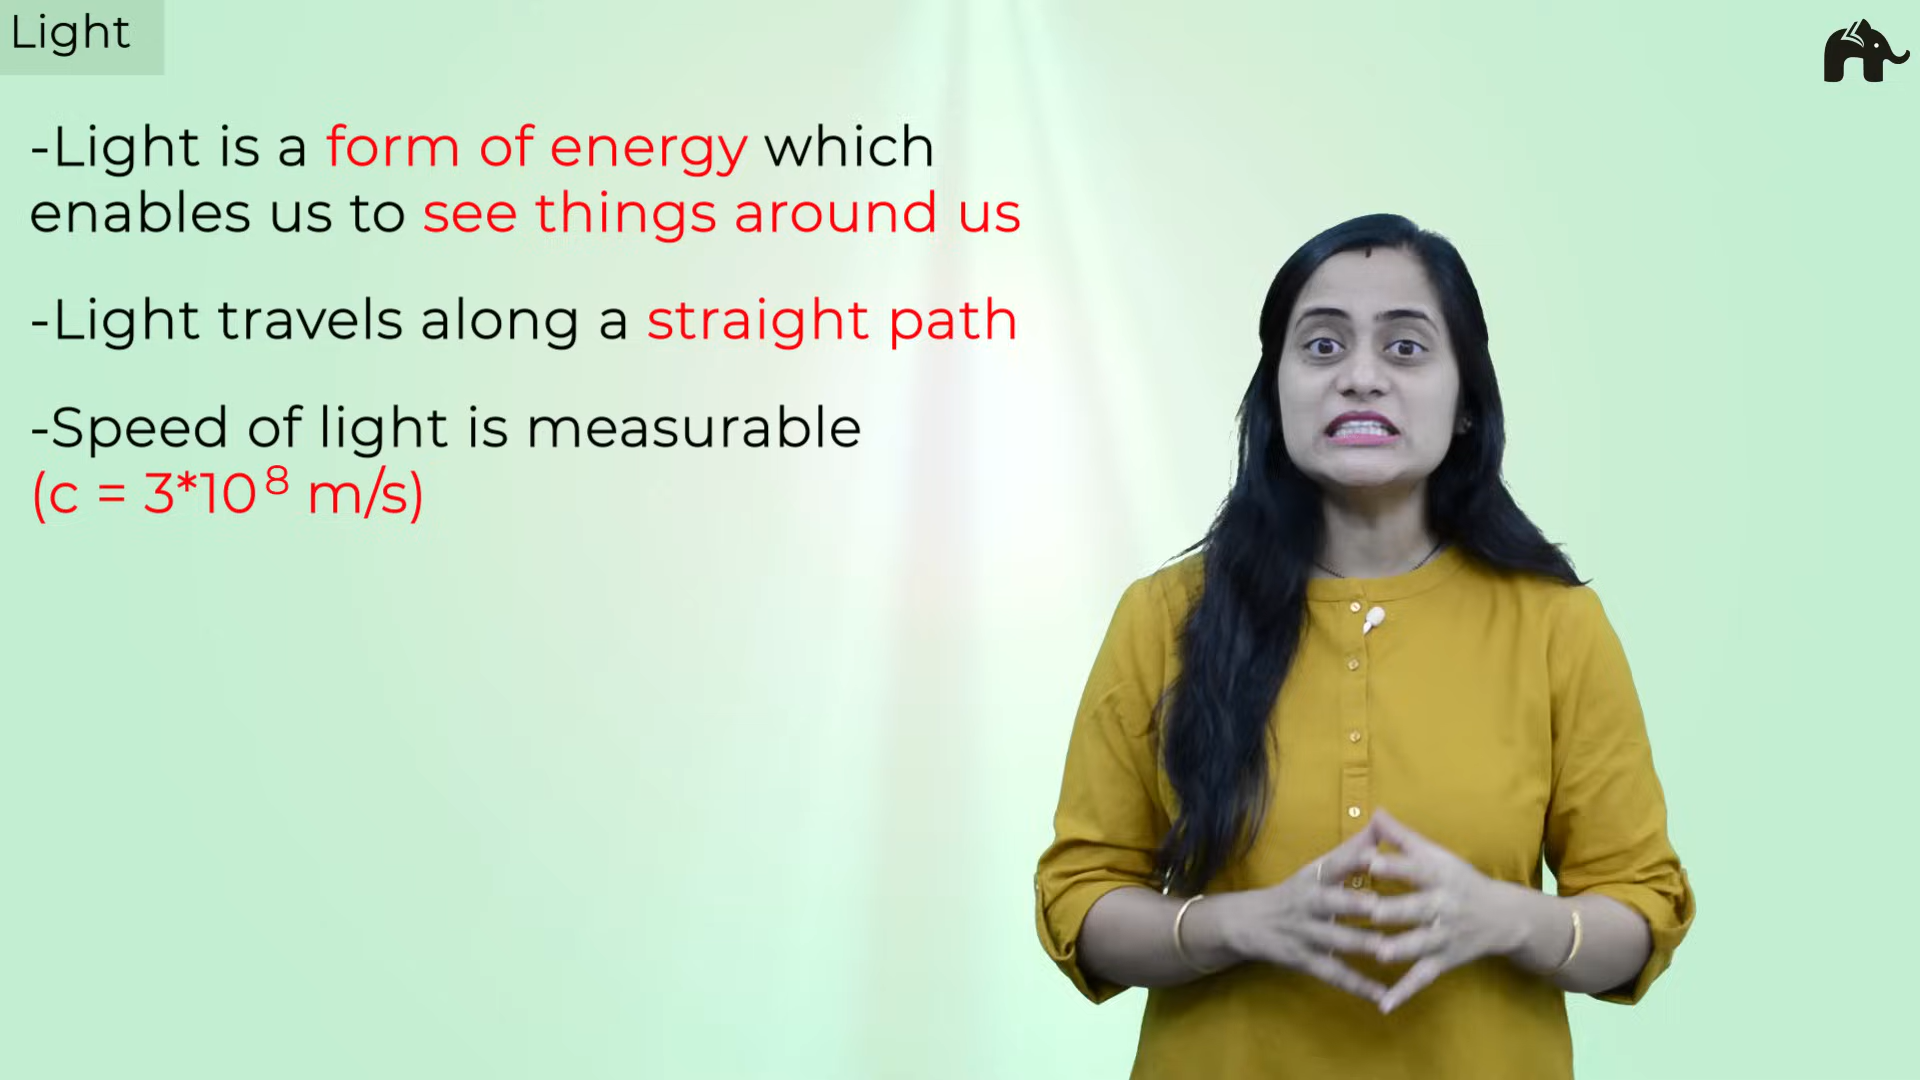 Light
-Light is a form of energy which
enables us to see things around us
-Light travels along a straight path
-Speed of light is measurable
(c = 3*10⁸ m/s)